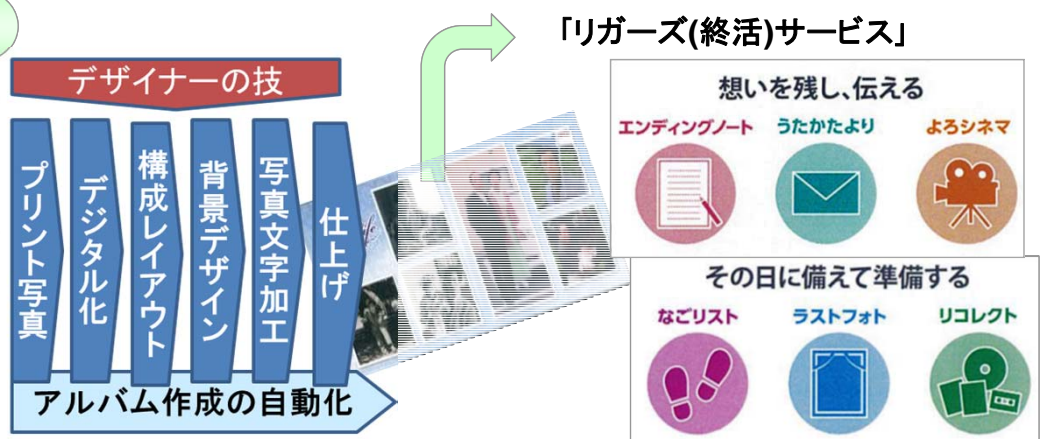 「リガーズ(終活)サービス」
デザイナーの技
プリント写真
デジタル化
構成レイアウト
背景デザイン
写真文字加工
仕上げ
アルバム作成の自動化
想いを残し、伝える
エンディングノート
うたかたより
よろシネマ
その日に備えて準備する
なごリスト
ラストフォト
リコレクト